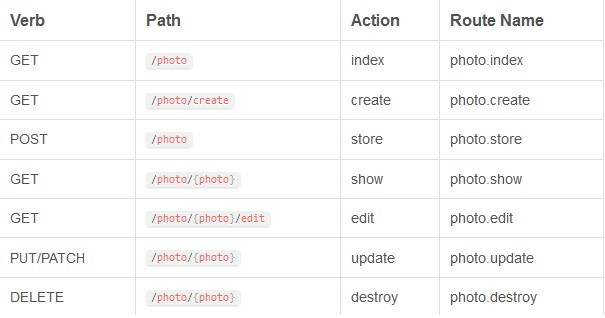 Verb Path Action Route Name
GET /photo index photo.index
GET /photo/create create photo.create
POST /photo store photo.store
GET /photo/{photo} show photo.show
GET /photo/{photo}/edit edit photo.edit
PUT/PATCH /photo/{photo} update photo.update
DELETE /photo/{photo} destroy photo.destroy